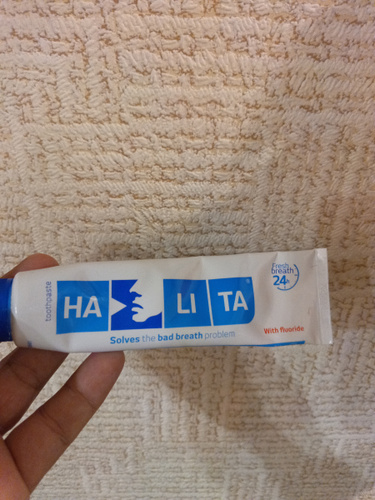 toothpaste
HA LI TA
Fresh
breath
24h
Solves the bad breath problem
With fluoride